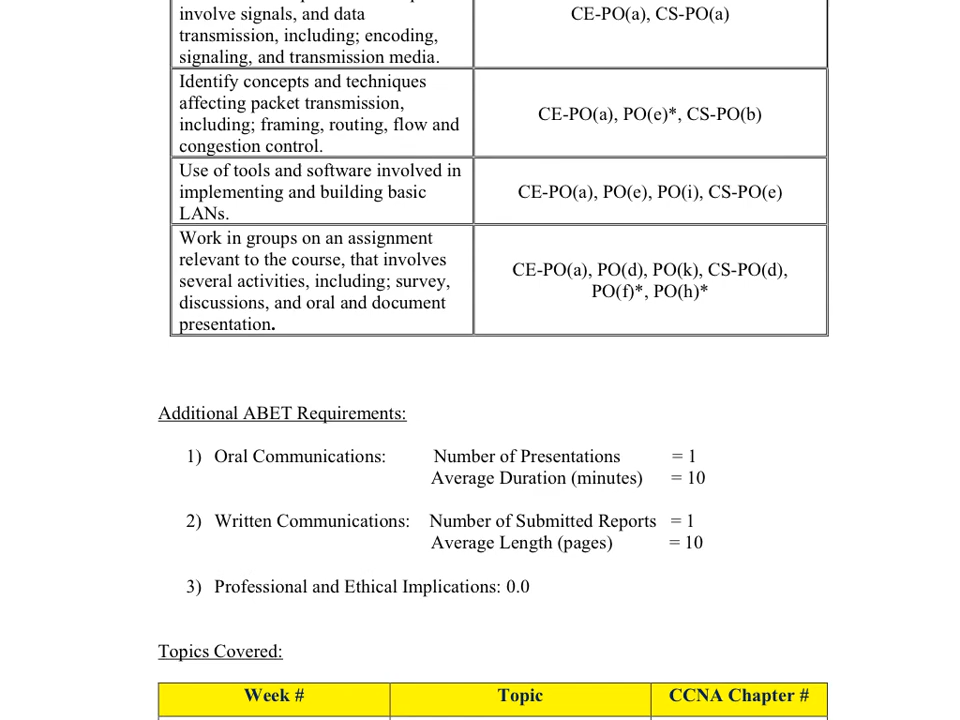 involve signals, and data
transmission, including; encoding,
signaling, and transmission media.
CE-PO(a), CS-PO(a)
Identify concepts and techniques
affecting packet transmission,
including; framing, routing, flow and
congestion control.
CE-PO(a), PO(e)*, CS-PO(b)
Use of tools and software involved in
implementing and building basic
LANs.
CE-PO(a), PO(e), PO(i), CS-PO(e)
Work in groups on an assignment
relevant to the course, that involves
several activities, including; survey,
discussions, and oral and document
presentation.
CE-PO(a), PO(d), PO(k), CS-PO(d),
PO(f)*, PO(h)*
Additional ABET Requirements:
1) Oral Communications: Number of Presentations = 1
Average Duration (minutes) = 10
2) Written Communications: Number of Submitted Reports = 1
Average Length (pages) = 10
3) Professional and Ethical Implications: 0.0
Topics Covered:
Week # Topic CCNA Chapter #